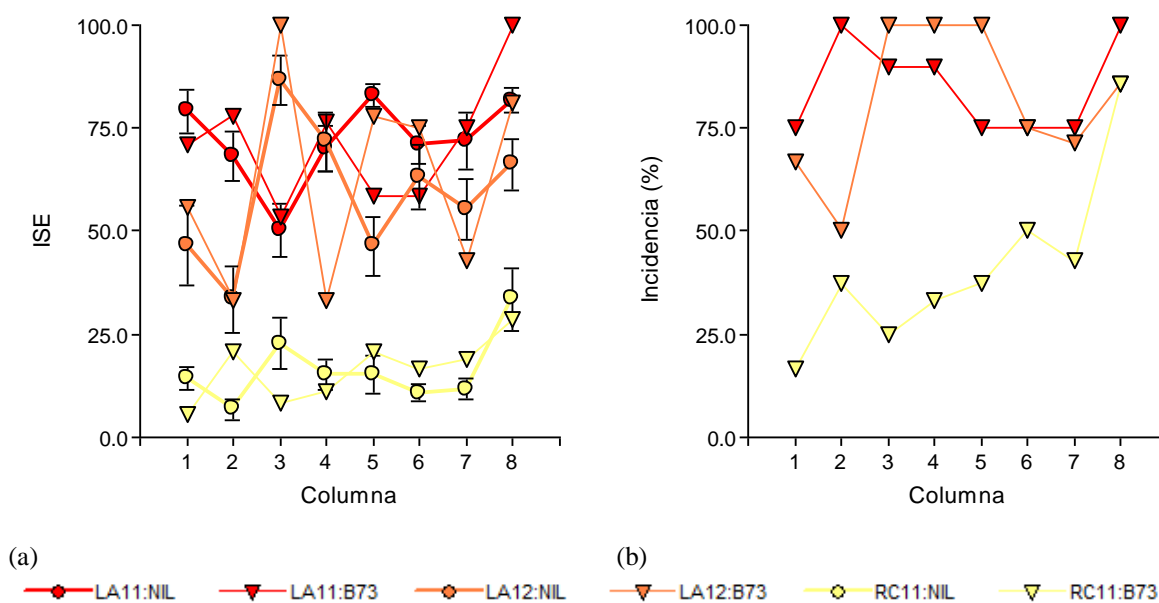 100.0
75.0
50.0
25.0
0.0
ISE
1 2 3 4 5 6 7 8
Columna
100.0
75.0
50.0
25.0
0.0
Incidencia (%)
1 2 3 4 5 6 7 8
Columna
(a)
(b)
LA11:NIL LA11:B73 LA12:NIL LA12:B73 RC11:NIL RC11:B73